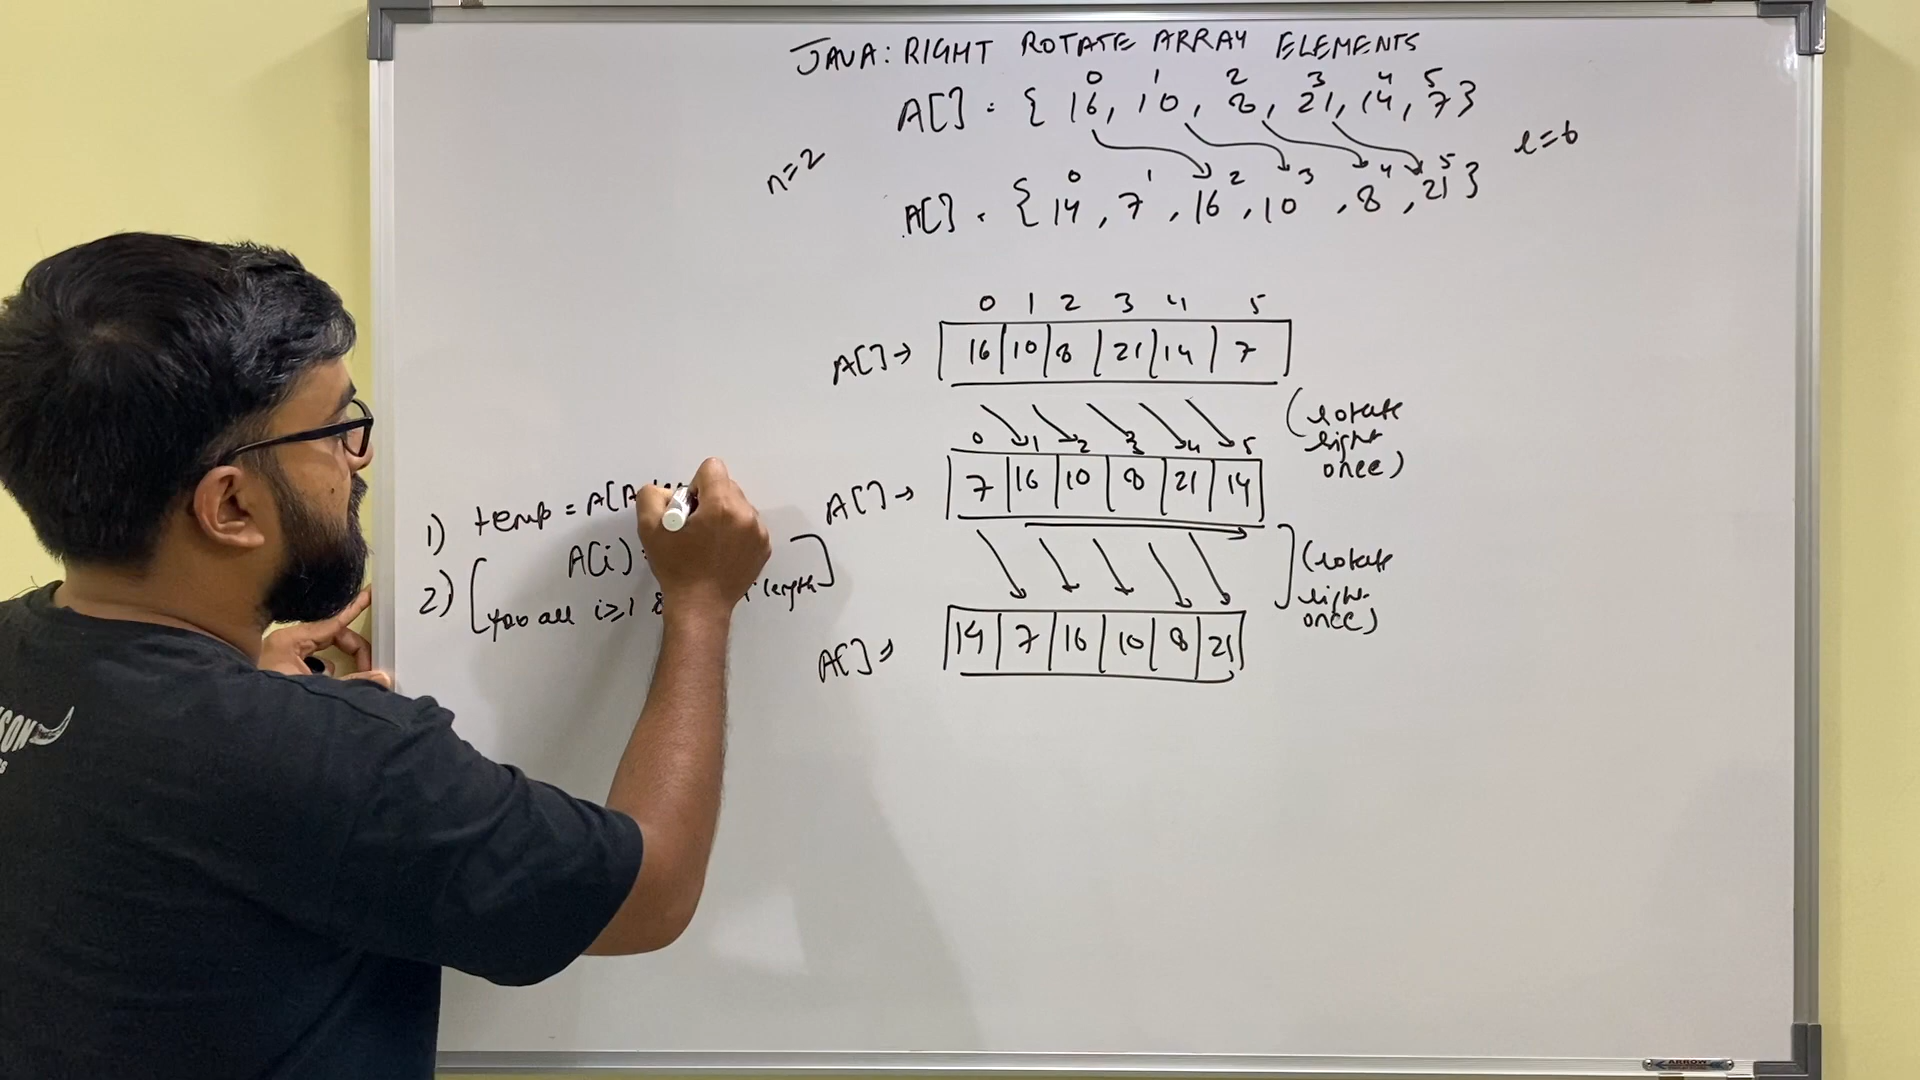 JAVA: RIGHT ROTATE ARRAY ELEMENTS
0 1 2 3 4 5
A[] = { 16, 10, 8, 21, 14, 7 }
n=2
l=6
0 1 2 3 4 5
A[] = { 14, 7, 16, 10, 8, 21 }
0 1 2 3 4 5
A[] → 16 10 8 21 14 7
(rotate
right
once)
0 1 2 3 4 5
A[] → 7 16 10 8 21 14
(rotate
right
once)
A[] → 14 7 16 10 8 21
1) temp = A[A
A(i)
2) for all i≥1 length
SON